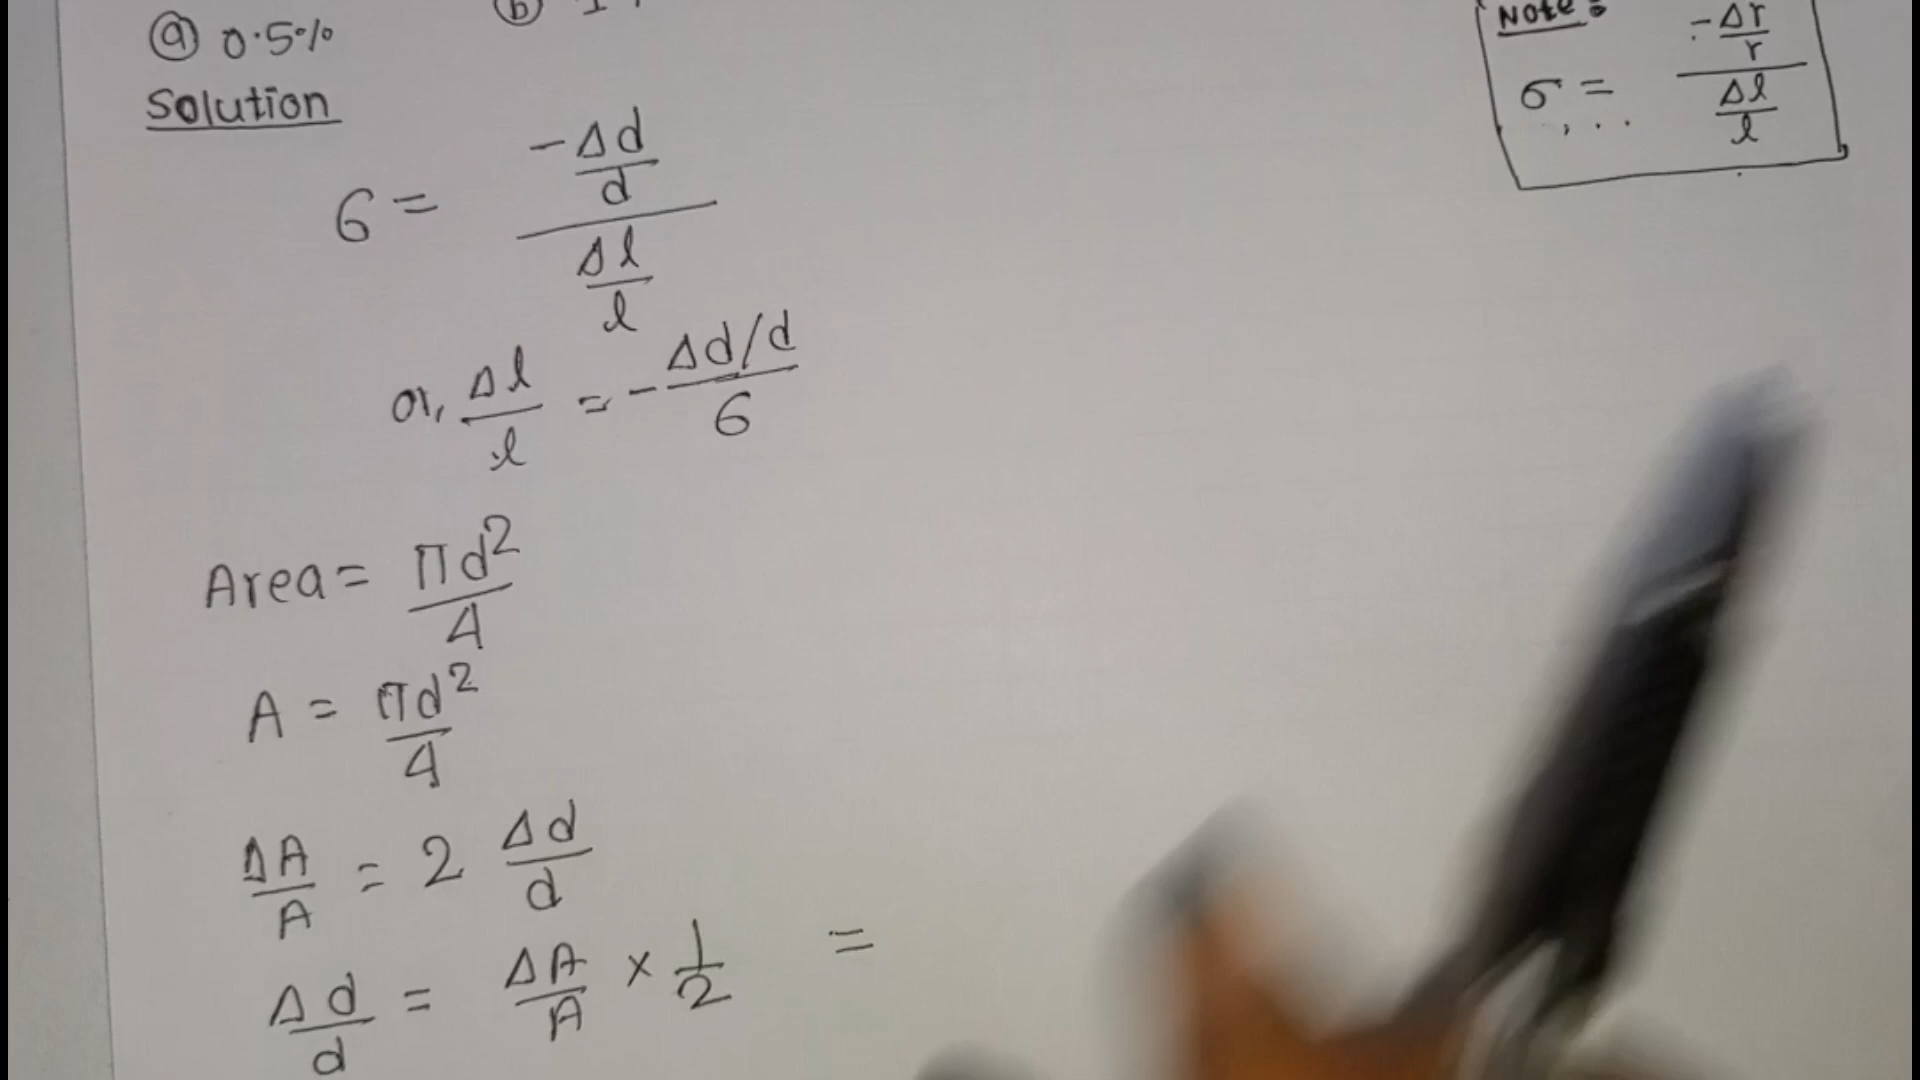 ⓐ 0.5%
ⓑ
Note:
σ = (-Δr/r)/(Δl/l)
Solution
σ = (-Δd/d)/(Δl/l)
or, Δl/l = - (Δd/d)/σ
Area = πd²/4
A = πd²/4
ΔA/A = 2 Δd/d
Δd/d = ΔA/A × 1/2 =